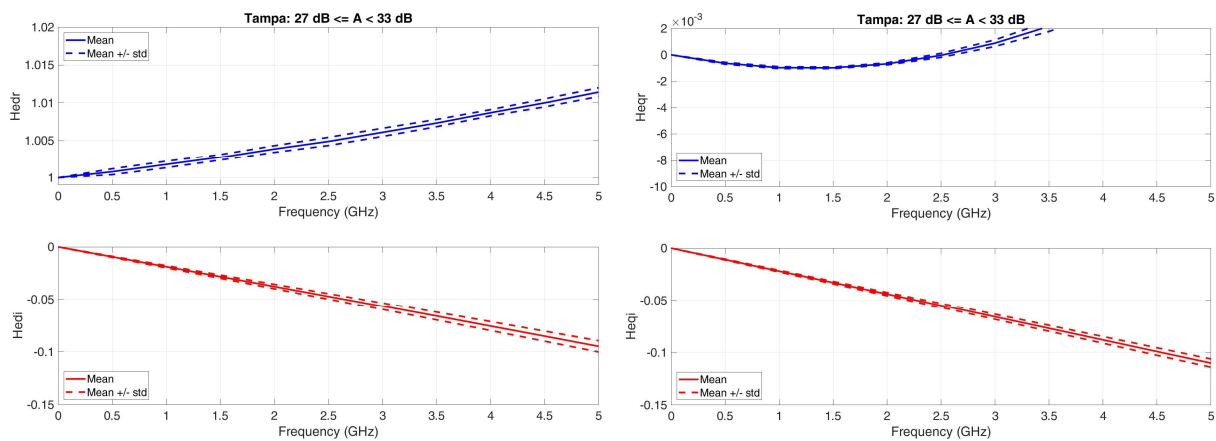 Tampa: 27 dB <= A < 33 dB
1.02
1.015
1.01
1.005
1
Hedr
Mean
Mean +/- std
0 0.5 1 1.5 2 2.5 3 3.5 4 4.5 5
Frequency (GHz)
Tampa: 27 dB <= A < 33 dB
×10⁻³
2
0
-2
-4
-6
-8
-10
Heqr
Mean
Mean +/- std
0 0.5 1 1.5 2 2.5 3 3.5 4 4.5 5
Frequency (GHz)
0
-0.05
-0.1
-0.15
Hedi
Mean
Mean +/- std
0 0.5 1 1.5 2 2.5 3 3.5 4 4.5 5
Frequency (GHz)
0
-0.05
-0.1
-0.15
Heqi
Mean
Mean +/- std
0 0.5 1 1.5 2 2.5 3 3.5 4 4.5 5
Frequency (GHz)